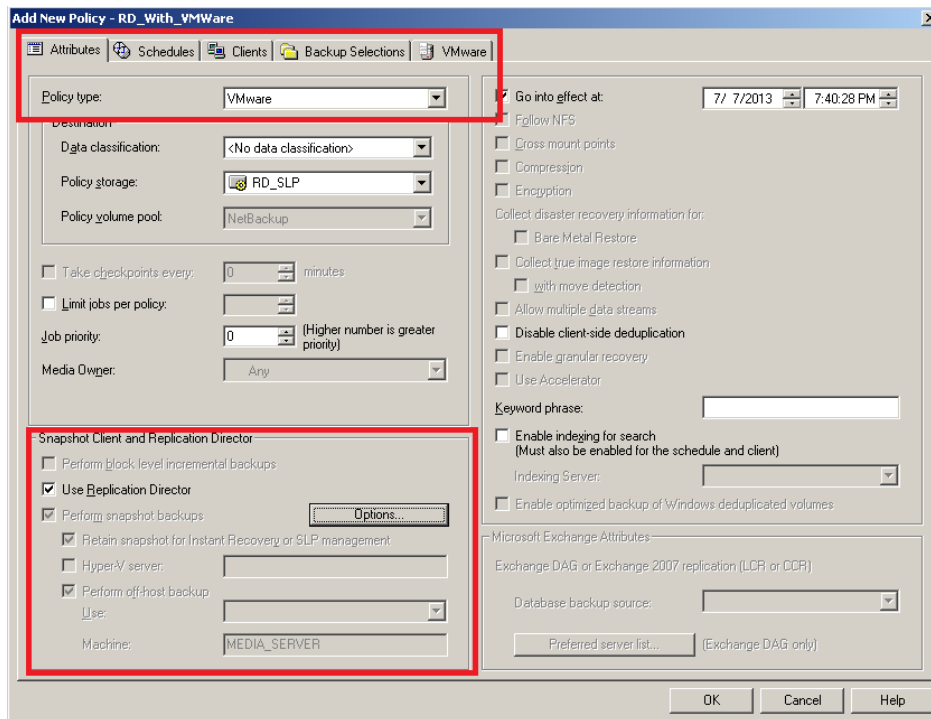 Add New Policy - RD_With_VMWare
Attributes Schedules Clients Backup Selections VMware
Policy type: VMware
Destination
Data classification: <No data classification>
Policy storage: RD_SLP
Policy volume pool: NetBackup
Take checkpoints every: 0 minutes
Limit jobs per policy:
Job priority: 0 (Higher number is greater
priority)
Media Owner: Any
Snapshot Client and Replication Director
Perform block level incremental backups
Use Replication Director
Perform snapshot backups Options...
Retain snapshot for Instant Recovery or SLP management
Hyper-V server:
Perform off-host backup
Use:
Machine: MEDIA_SERVER
Go into effect at: 7/ 7/2013 7:40:28 PM
Follow NFS
Cross mount points
Compression
Encryption
Collect disaster recovery information for:
Bare Metal Restore
Collect true image restore information
with move detection
Allow multiple data streams
Disable client-side deduplication
Enable granular recovery
Use Accelerator
Keyword phrase:
Enable indexing for search
(Must also be enabled for the schedule and client)
Indexing Server:
Enable optimized backup of Windows deduplicated volumes
Microsoft Exchange Attributes
Exchange DAG or Exchange 2007 replication (LCR or CCR)
Database backup source:
Preferred server list... (Exchange DAG only)
OK Cancel Help